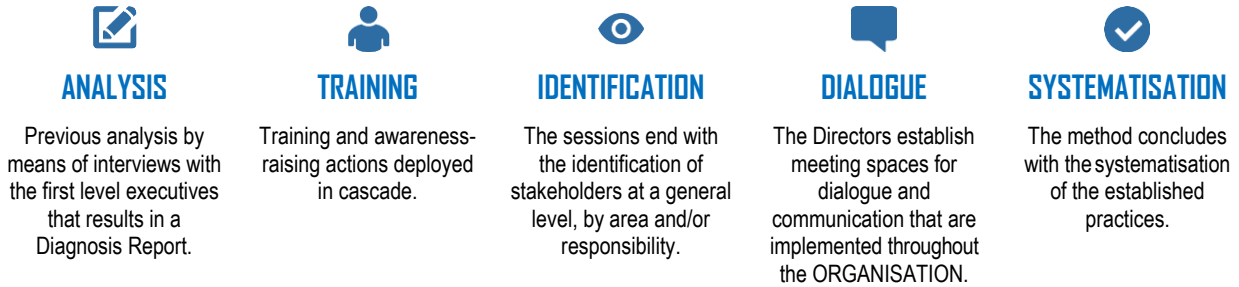 ANALYSIS
Previous analysis by
means of interviews with
the first level executives
that results in a
Diagnosis Report.
TRAINING
Training and awareness-
raising actions deployed
in cascade.
IDENTIFICATION
The sessions end with
the identification of
stakeholders at a general
level, by area and/or
responsibility.
DIALOGUE
The Directors establish
meeting spaces for
dialogue and
communication that are
implemented throughout
the ORGANISATION.
SYSTEMATISATION
The method concludes
with the systematisation
of the established
practices.